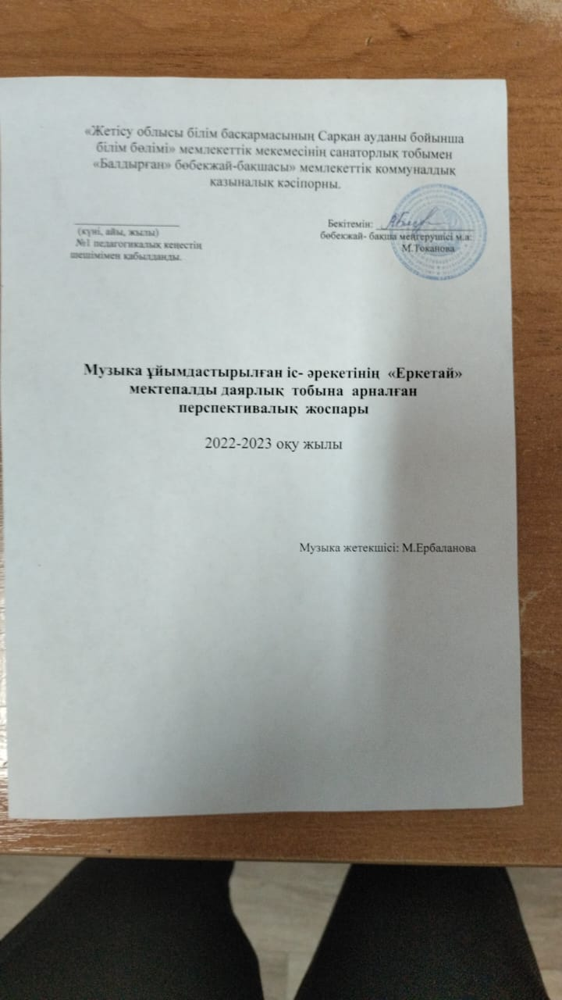 «Жетісу облысы білім басқармасының Сарқан ауданы бойынша
білім бөлімі» мемлекеттік мекемесінің санаторлық тобымен
«Балдырған» бөбекжай-бақшасы» мемлекеттік коммуналдық
қазыналық кәсіпорны.
(күні, айы, жылы)
№1 педагогикалық кеңестің
шешімімен қабылданды.
Бекітемін:
бөбекжай- бақша меңгерушісі м.а:
М.Токанова
Музыка ұйымдастырылған іс- әрекетінің «Еркетай»
мектепалды даярлық тобына арналған
перспективалық жоспары
2022-2023 оқу жылы
Музыка жетекшісі: М.Ербаланова